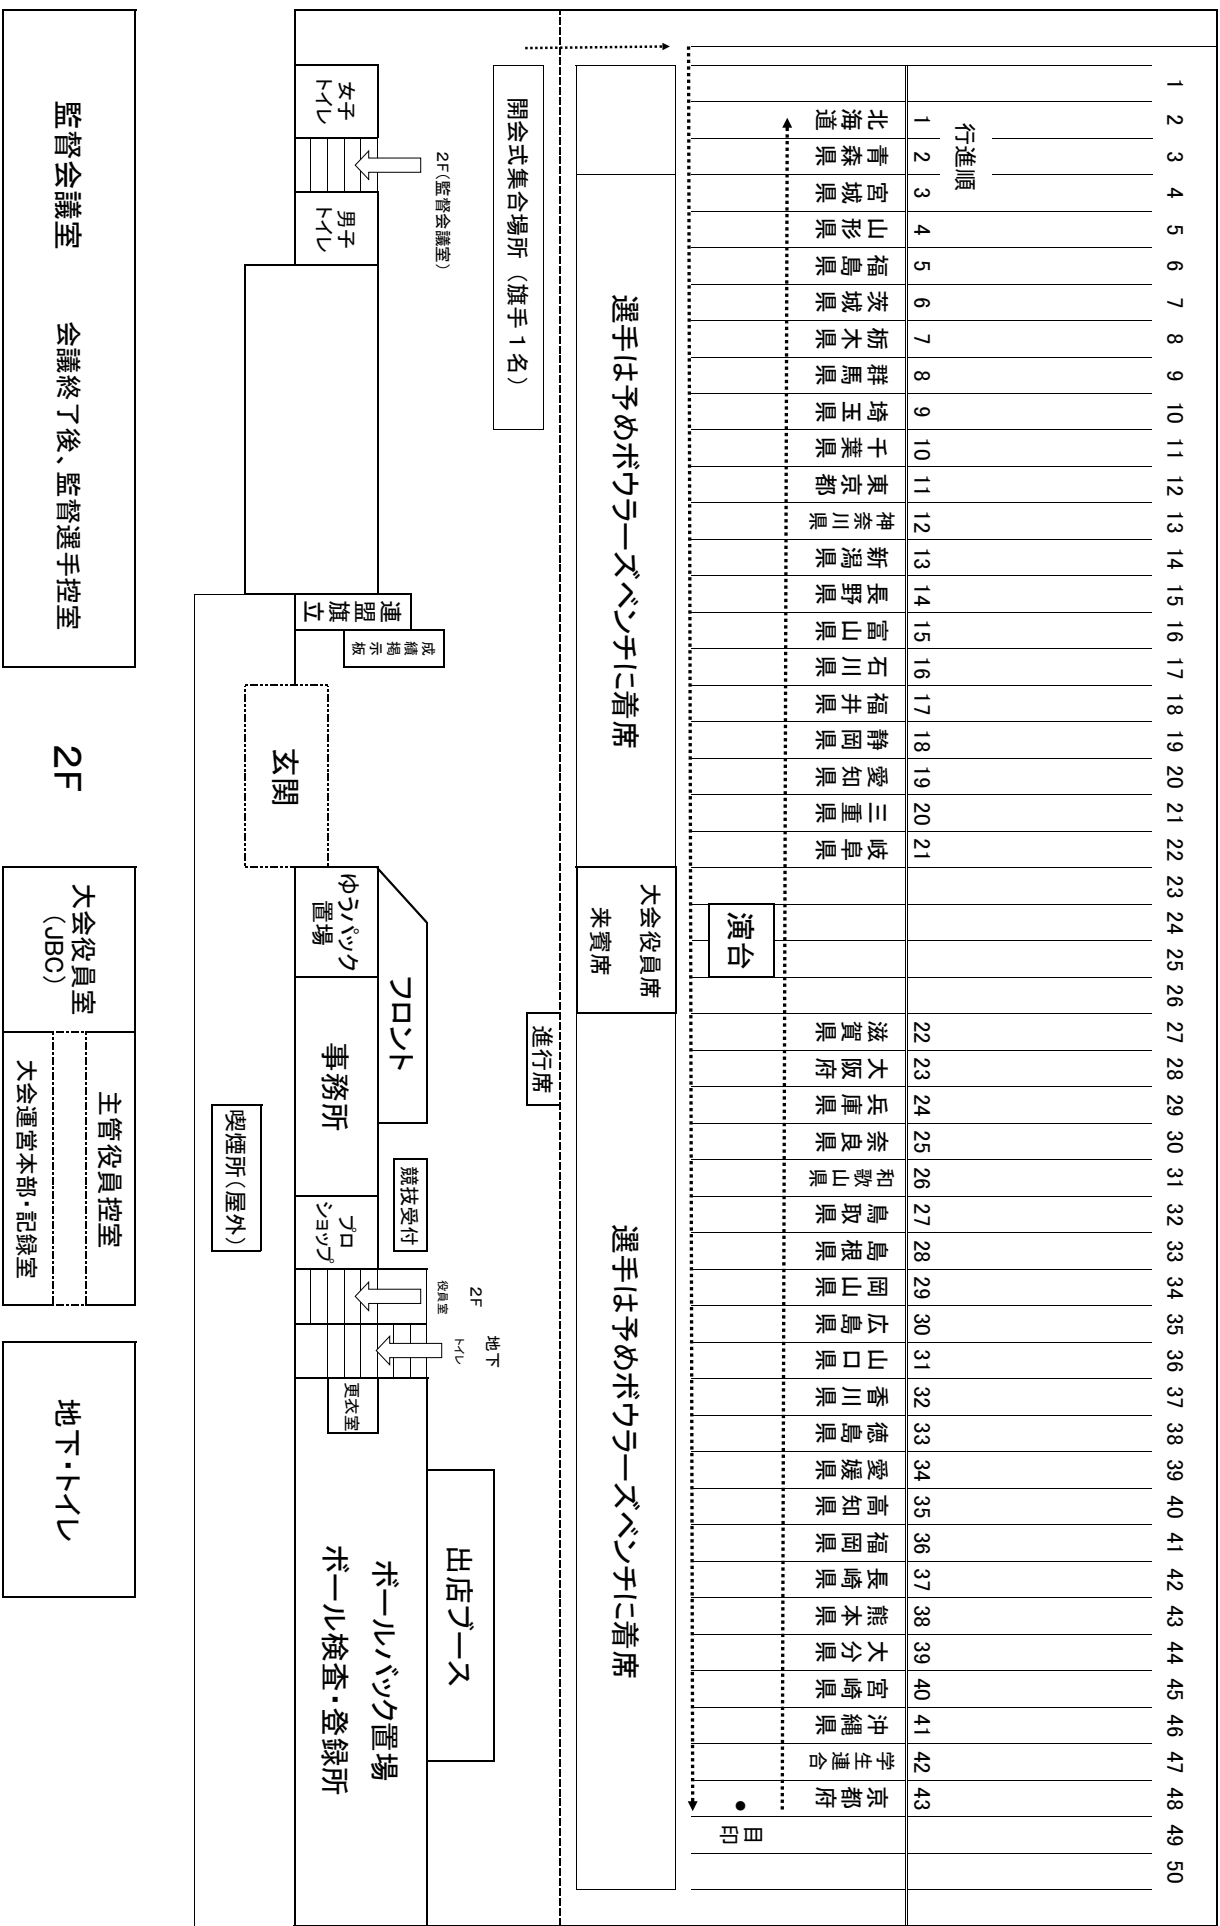 1 2 3 4 5 6 7 8 9 10 11 12 13 14 15 16 17 18 19 20 21 22 23 24 25 26 27 28 29 30 31 32 33 34 35 36 37 38 39 40 41 42 43 44 45 46 47 48 49 50
行進順
1 北海道
2 青森県
3 宮城県
4 山形県
5 福島県
6 茨城県
7 栃木県
8 群馬県
9 埼玉県
10 千葉県
11 東京都
12 神奈川県
13 新潟県
14 長野県
15 富山県
16 石川県
17 福井県
18 静岡県
19 愛知県
20 三重県
21 岐阜県
22 滋賀県
23 大阪府
24 兵庫県
25 奈良県
26 和歌山県
27 鳥取県
28 島根県
29 岡山県
30 広島県
31 山口県
32 香川県
33 徳島県
34 愛媛県
35 高知県
36 福岡県
37 長崎県
38 熊本県
39 大分県
40 宮崎県
41 沖縄県
42 学生連合
43 京都府
●
目印
演台
選手は予めボウラーズベンチに着席
大会役員席
来賓席
選手は予めボウラーズベンチに着席
開会式集合場所（旗手1名）
進行席
女子
トイレ
2F(監督会議室)
男子
トイレ
連盟旗立
成績掲示板
玄関
ゆうパック
置場
フロント
事務所
競技受付
プロ
ショップ
2F
役員室
地下
トイレ
更衣室
出店ブース
ボールバック置場
ボール検査・登録所
喫煙所(屋外)
監督会議室　会議終了後、監督選手控室
2F
大会役員室
(JBC)
主管役員控室
大会運営本部・記録室
地下・トイレ